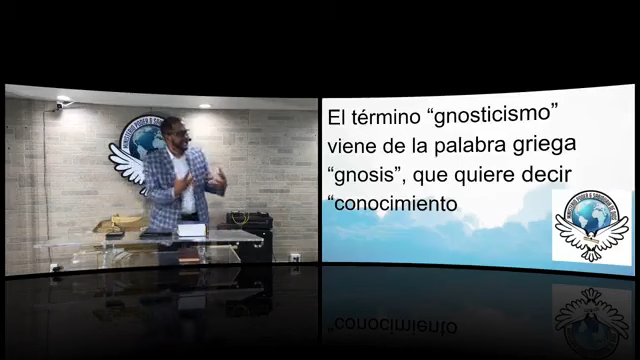 El término “gnosticismo”
viene de la palabra griega
“gnosis”, que quiere decir
“conocimiento